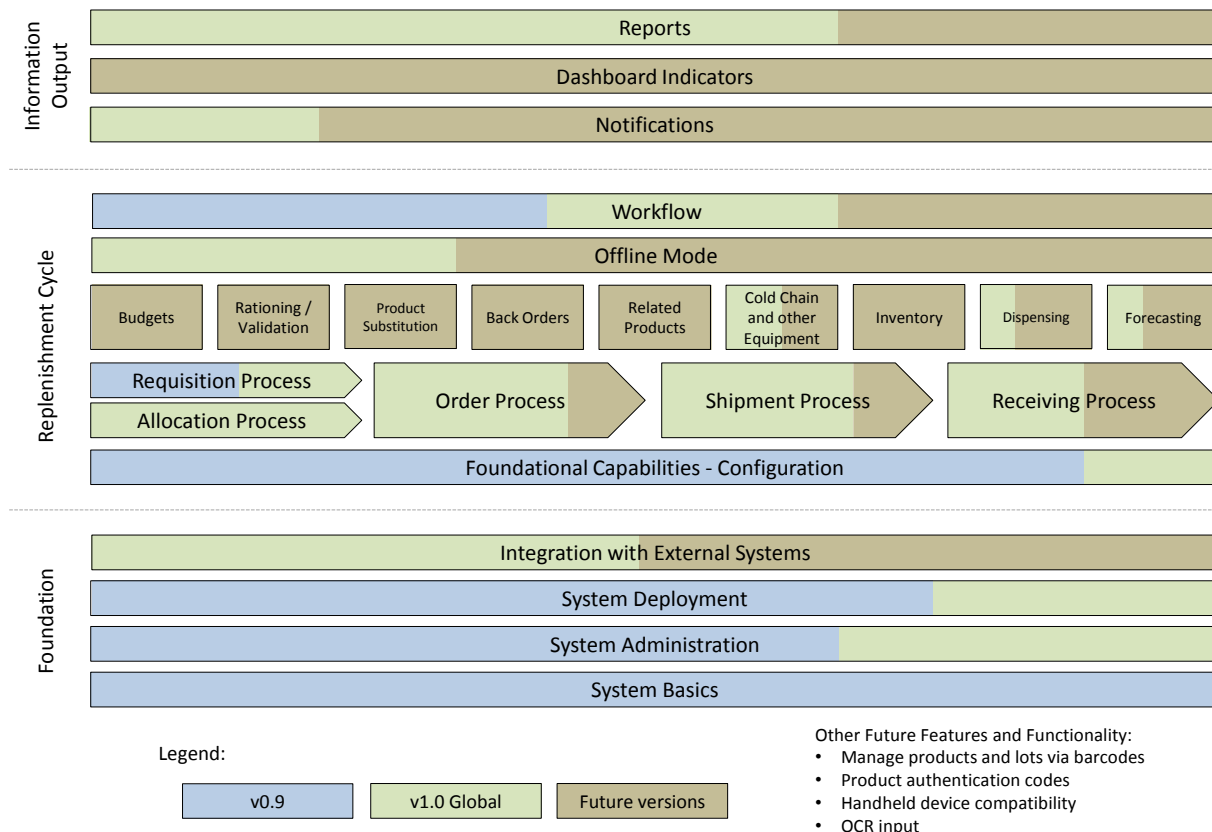 Information
Output
Reports
Dashboard Indicators
Notifications
Replenishment Cycle
Workflow
Offline Mode
Budgets
Rationing /
Validation
Product
Substitution
Back Orders
Related
Products
Cold Chain
and other
Equipment
Inventory
Dispensing
Forecasting
Requisition Process
Allocation Process
Order Process
Shipment Process
Receiving Process
Foundational Capabilities - Configuration
Foundation
Integration with External Systems
System Deployment
System Administration
System Basics
Legend:
v0.9
v1.0 Global
Future versions
Other Future Features and Functionality:
• Manage products and lots via barcodes
• Product authentication codes
• Handheld device compatibility
• OCR input